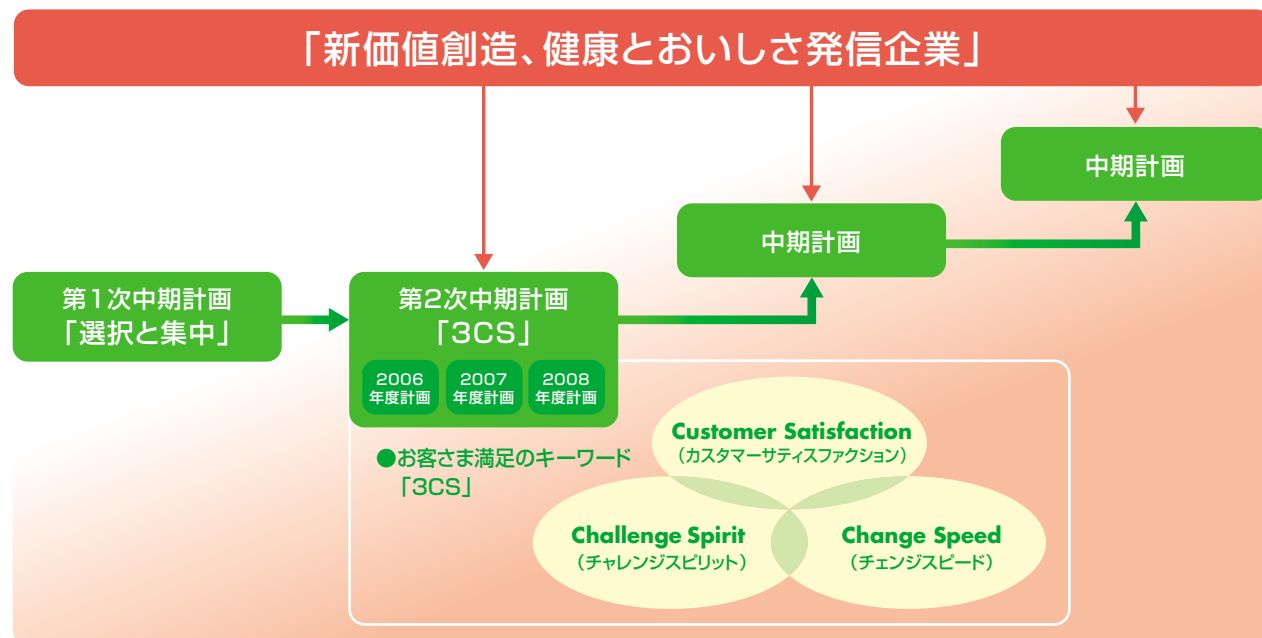 「新価値創造、健康とおいしさ発信企業」
中期計画
中期計画
第1次中期計画
「選択と集中」
第2次中期計画
「3CS」
2006
年度計画
2007
年度計画
2008
年度計画
●お客さま満足のキーワード
「3CS」
Customer Satisfaction
（カスタマーサティスファクション）
Challenge Spirit
（チャレンジスピリット）
Change Speed
（チェンジスピード）